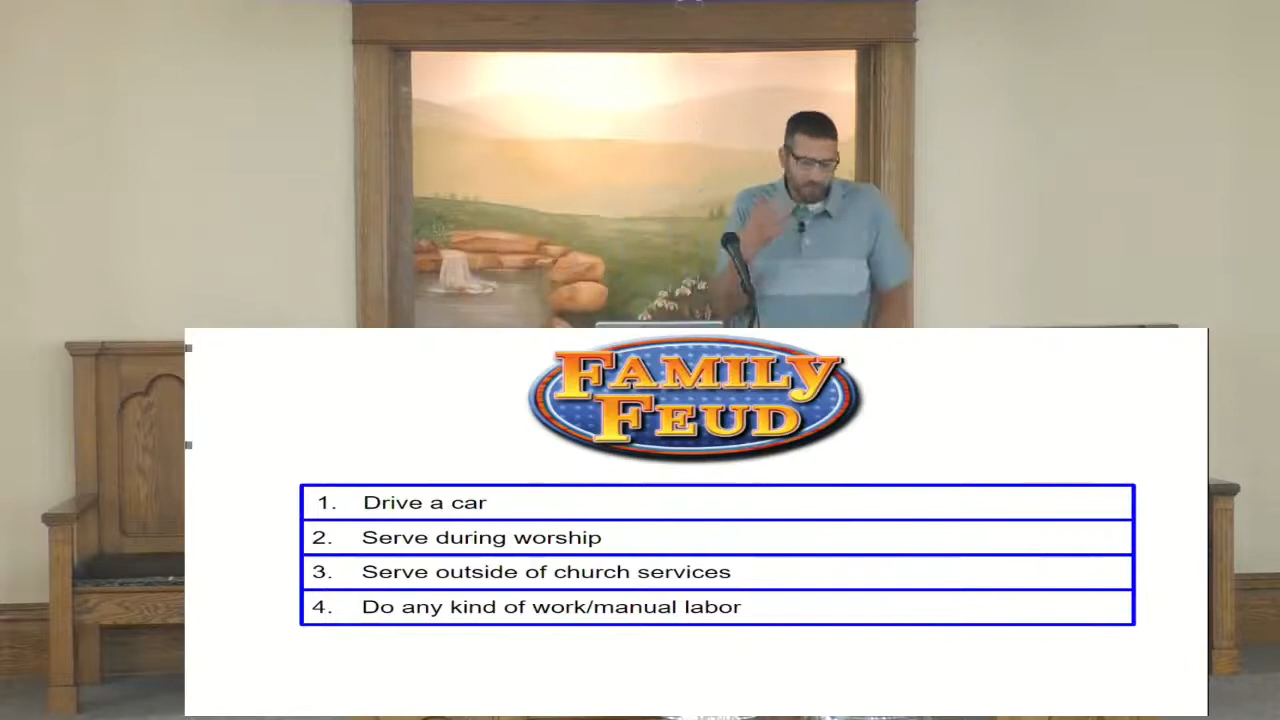 FAMILY
FEUD
1. Drive a car
2. Serve during worship
3. Serve outside of church services
4. Do any kind of work/manual labor